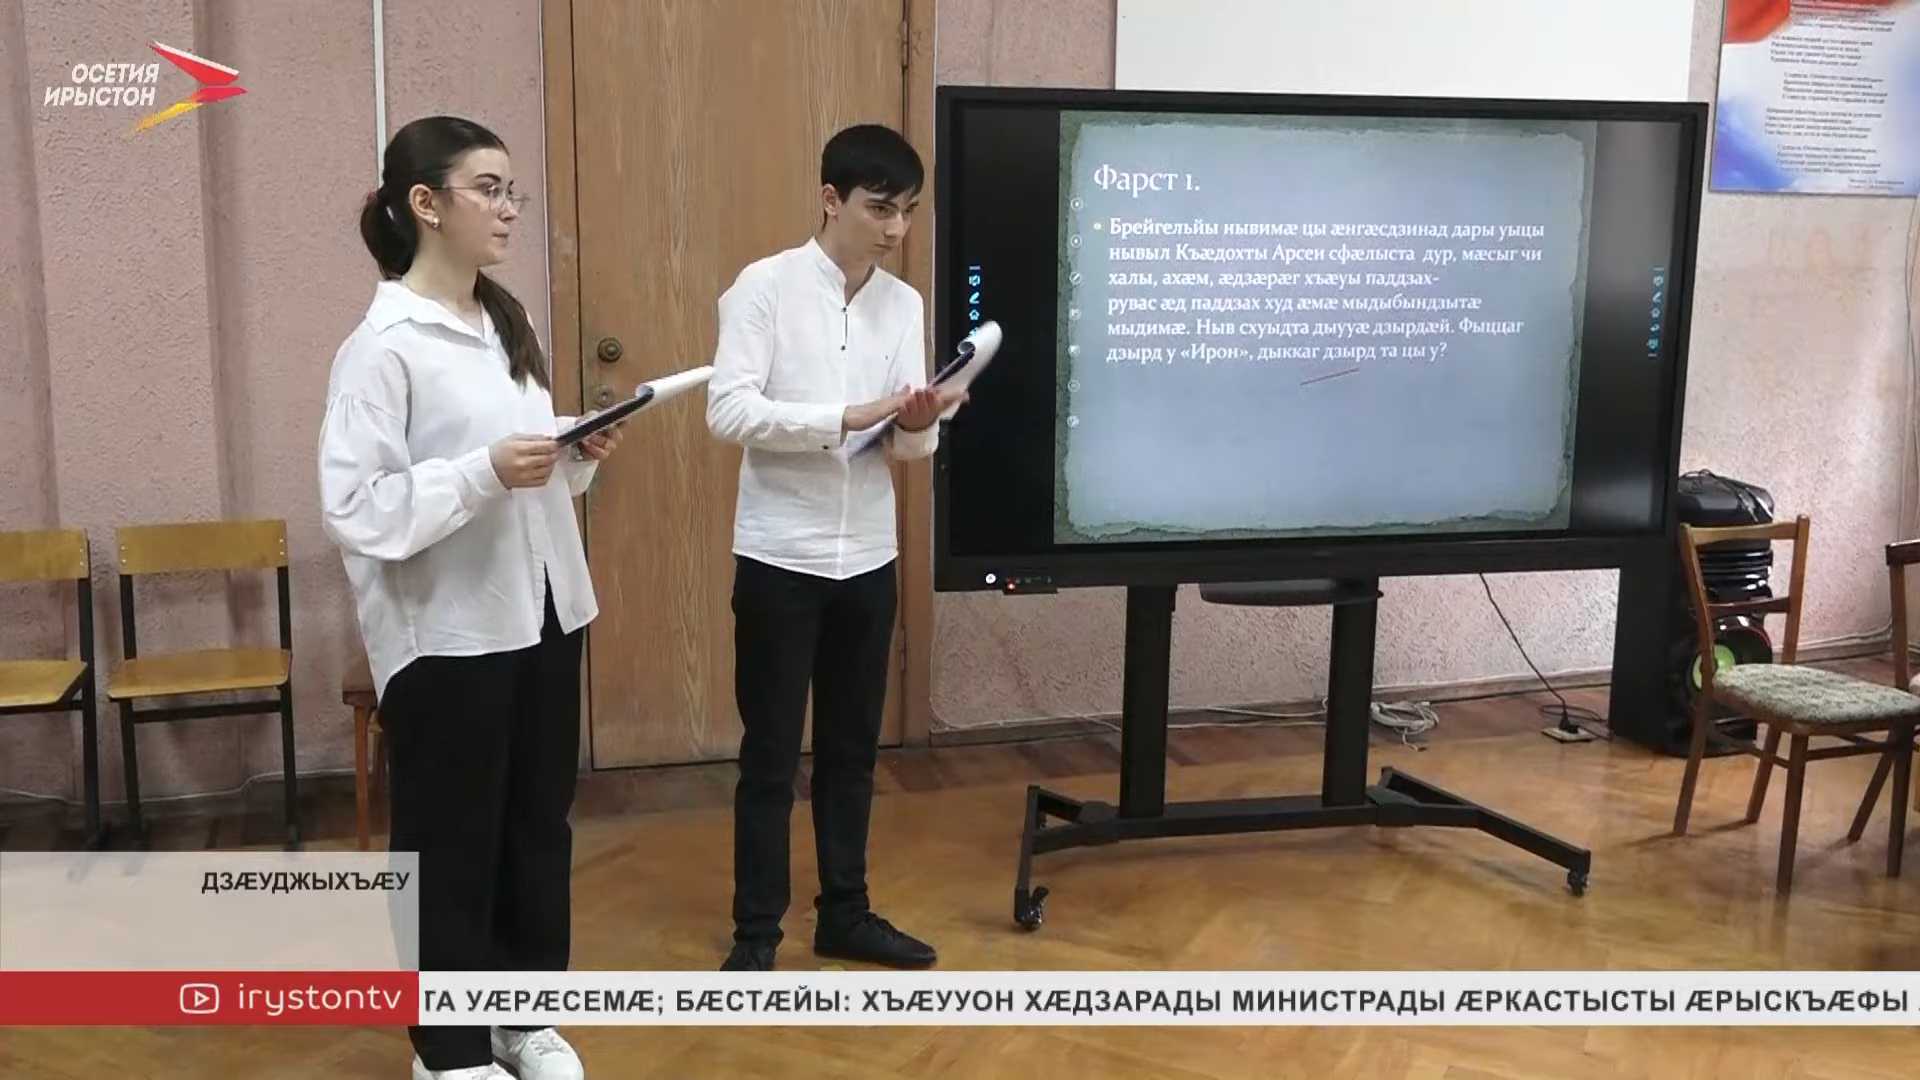 ОСЕТИЯ
ИРЫСТОН
Фарст 1.
Брейгельйы нывимæ цы æнгæсдзинад дары уыцы
нывыл Къæдохты Арсен сфæлыста дур, мæсыг чи
халы, ахæм, æдзæрæг хъæуы паддзах-
рувас æд паддзах худ æмæ мыдыбындзытæ
мыдимæ. Ныв схуыдта дыууæ дзырдæй. Фыццаг
дзырд у «Ирон», дыккаг дзырд та цы у?
ДЗÆУДЖЫХЪÆУ
irystontv
ТА УÆРÆСЕМÆ; БÆСТÆЙЫ: ХЪÆУУОН ХÆДЗАРАДЫ МИНИСТРАДЫ ÆРКАСТЫСТЫ ÆРЫСКЪÆФЫ